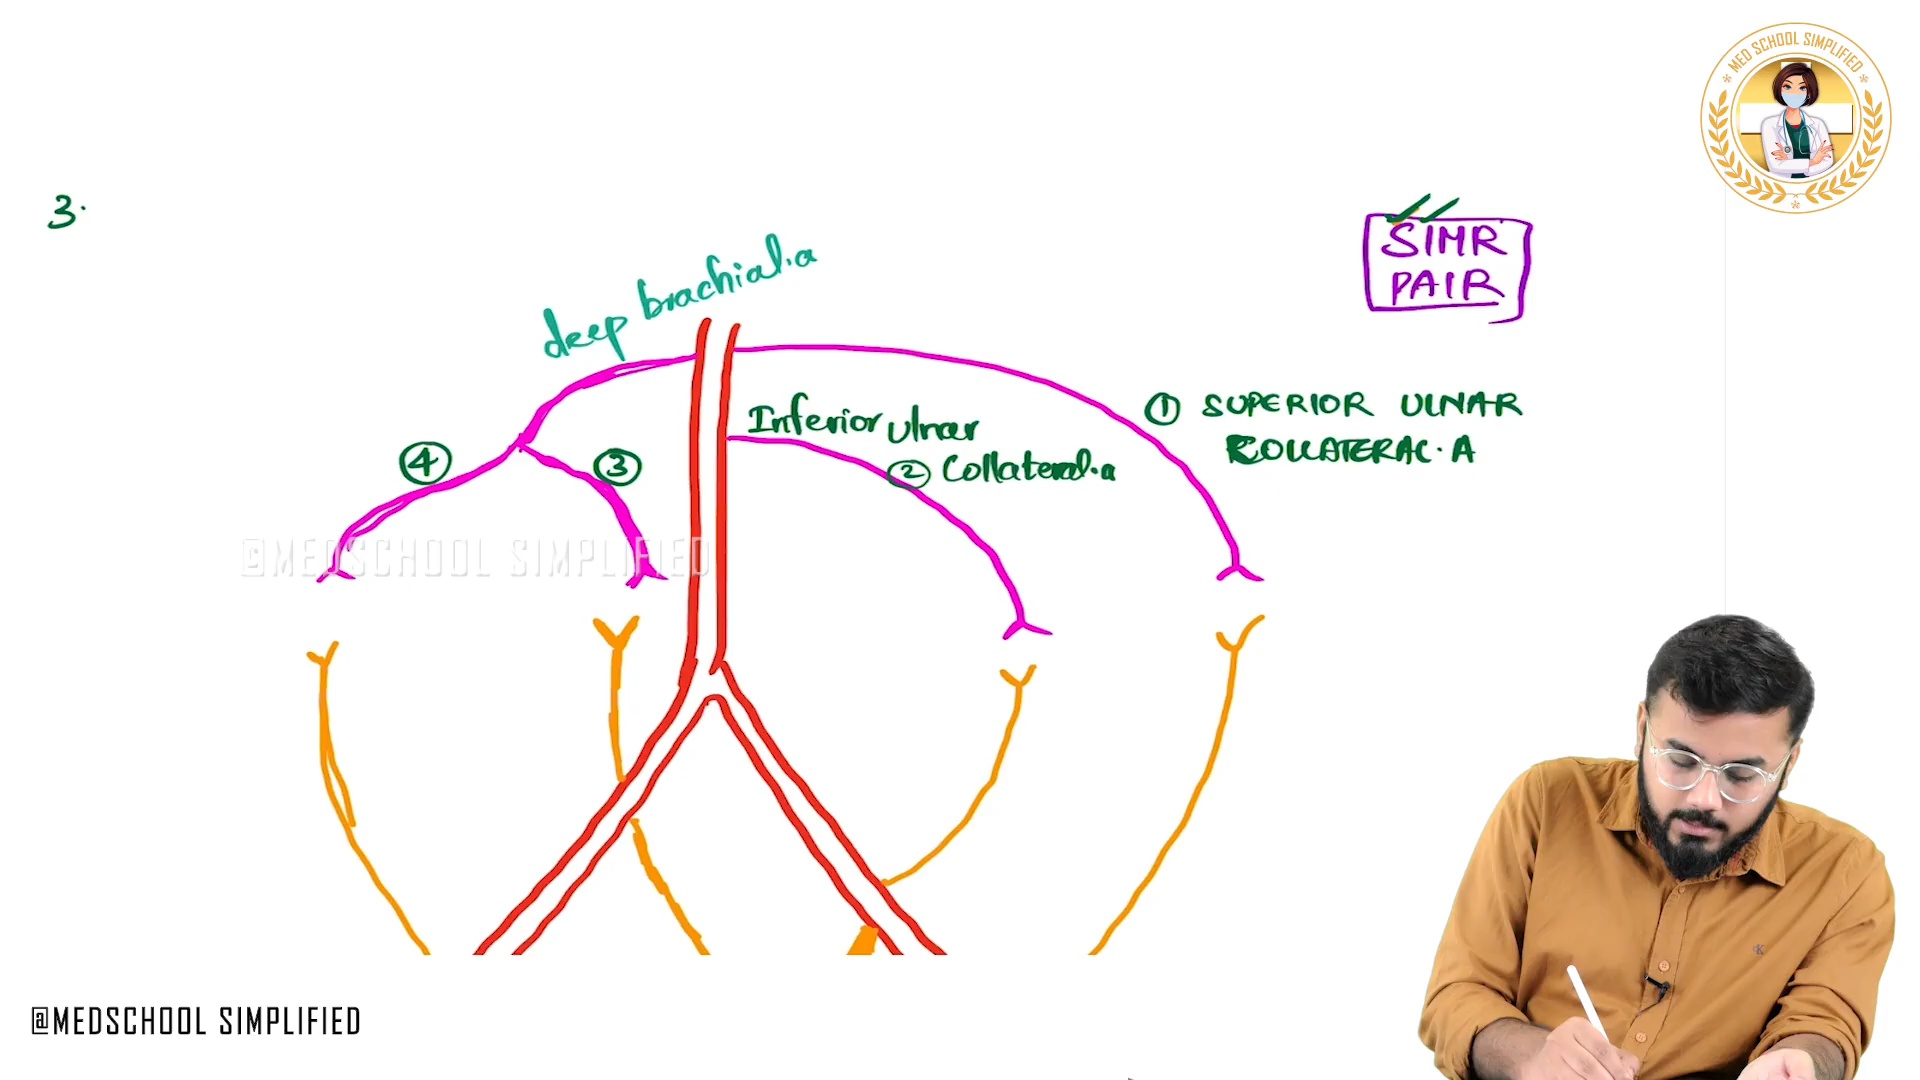 MED SCHOOL SIMPLIFIED
3.
SIMR
PAIR
deep brachial.a
① SUPERIOR ULNAR
COLLATERAL.A
Inferior ulnar
② Collateral.a
④
③
@MEDSCHOOL SIMPLIFIED
@MEDSCHOOL SIMPLIFIED